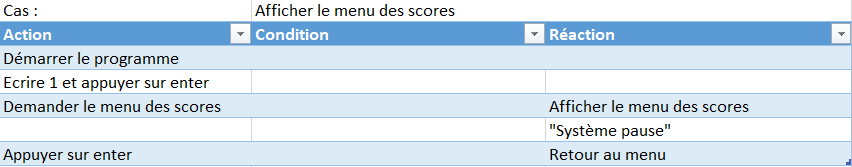 Cas : Afficher le menu des scores
Action Condition Réaction
Démarrer le programme
Ecrire 1 et appuyer sur enter
Demander le menu des scores Afficher le menu des scores
"Système pause"
Appuyer sur enter Retour au menu